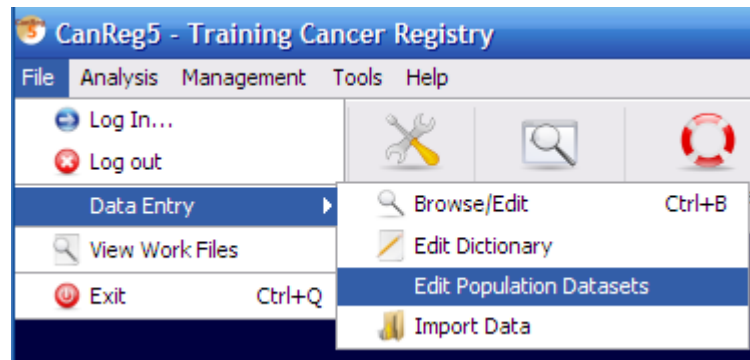 CanReg5 - Training Cancer Registry
File Analysis Management Tools Help
Log In...
Log out
Data Entry
View Work Files
Exit Ctrl+Q
Browse/Edit Ctrl+B
Edit Dictionary
Edit Population Datasets
Import Data